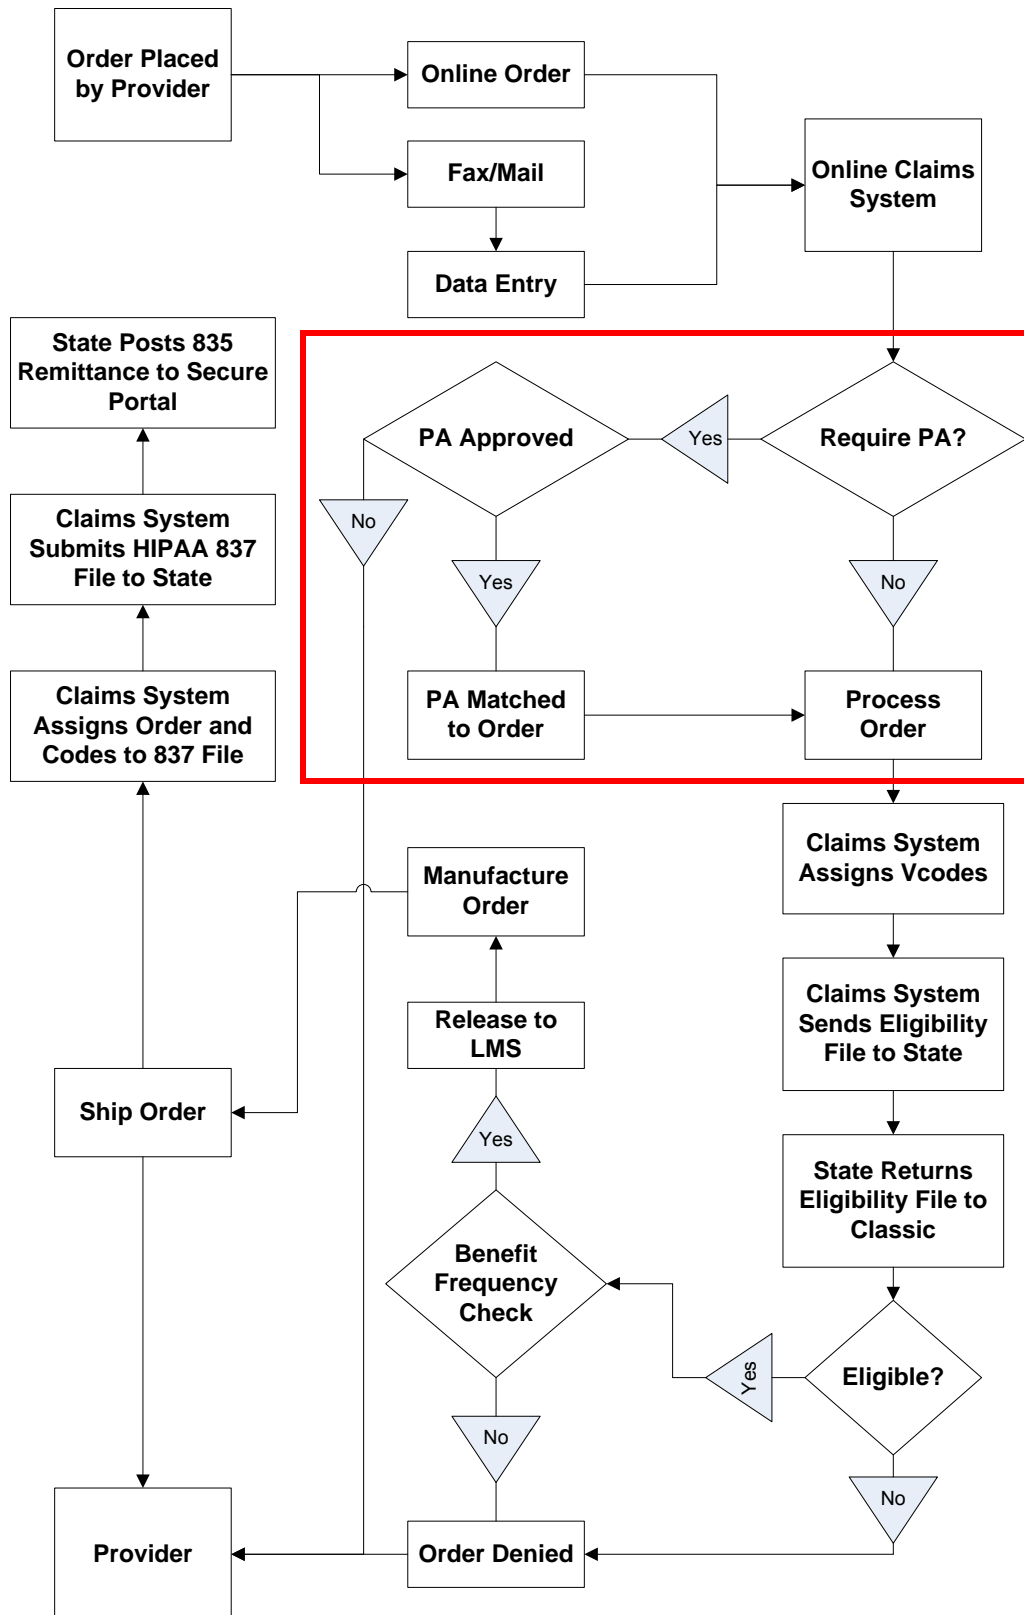 Order Placed
by Provider
Online Order
Fax/Mail
Data Entry
Online Claims
System
State Posts 835
Remittance to Secure
Portal
Claims System
Submits HIPAA 837
File to State
Claims System
Assigns Order and
Codes to 837 File
PA Approved
Yes
Require PA?
No
Yes
No
PA Matched
to Order
Process
Order
Claims System
Assigns Vcodes
Manufacture
Order
Claims System
Sends Eligibility
File to State
Release to
LMS
Ship Order
Yes
State Returns
Eligibility File to
Classic
Benefit
Frequency
Check
Yes
Eligible?
No
No
Provider
Order Denied